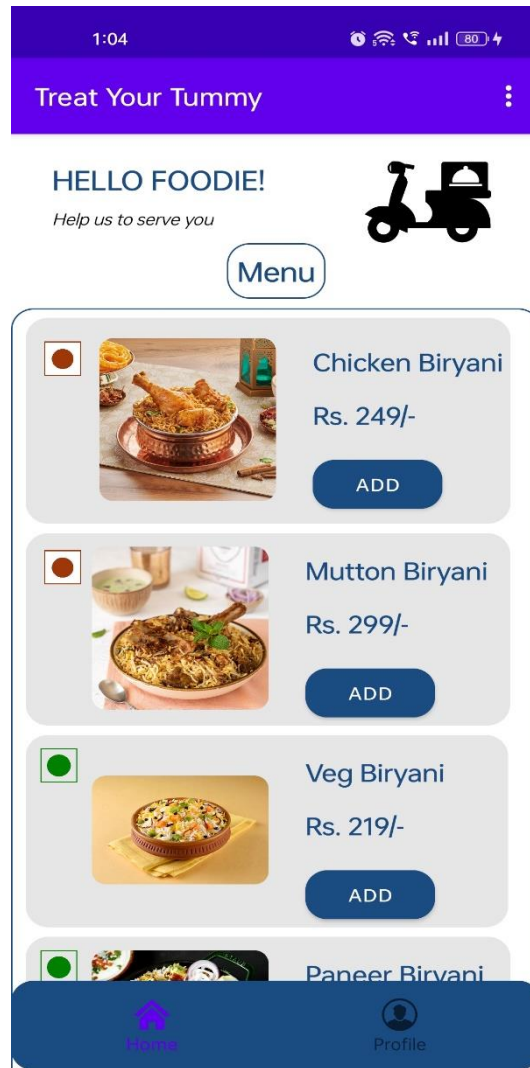 1:04
80
Treat Your Tummy
HELLO FOODIE!
Help us to serve you
Menu
Chicken Biryani
Rs. 249/-
ADD
Mutton Biryani
Rs. 299/-
ADD
Veg Biryani
Rs. 219/-
ADD
Paneer Biryani
Home
Profile